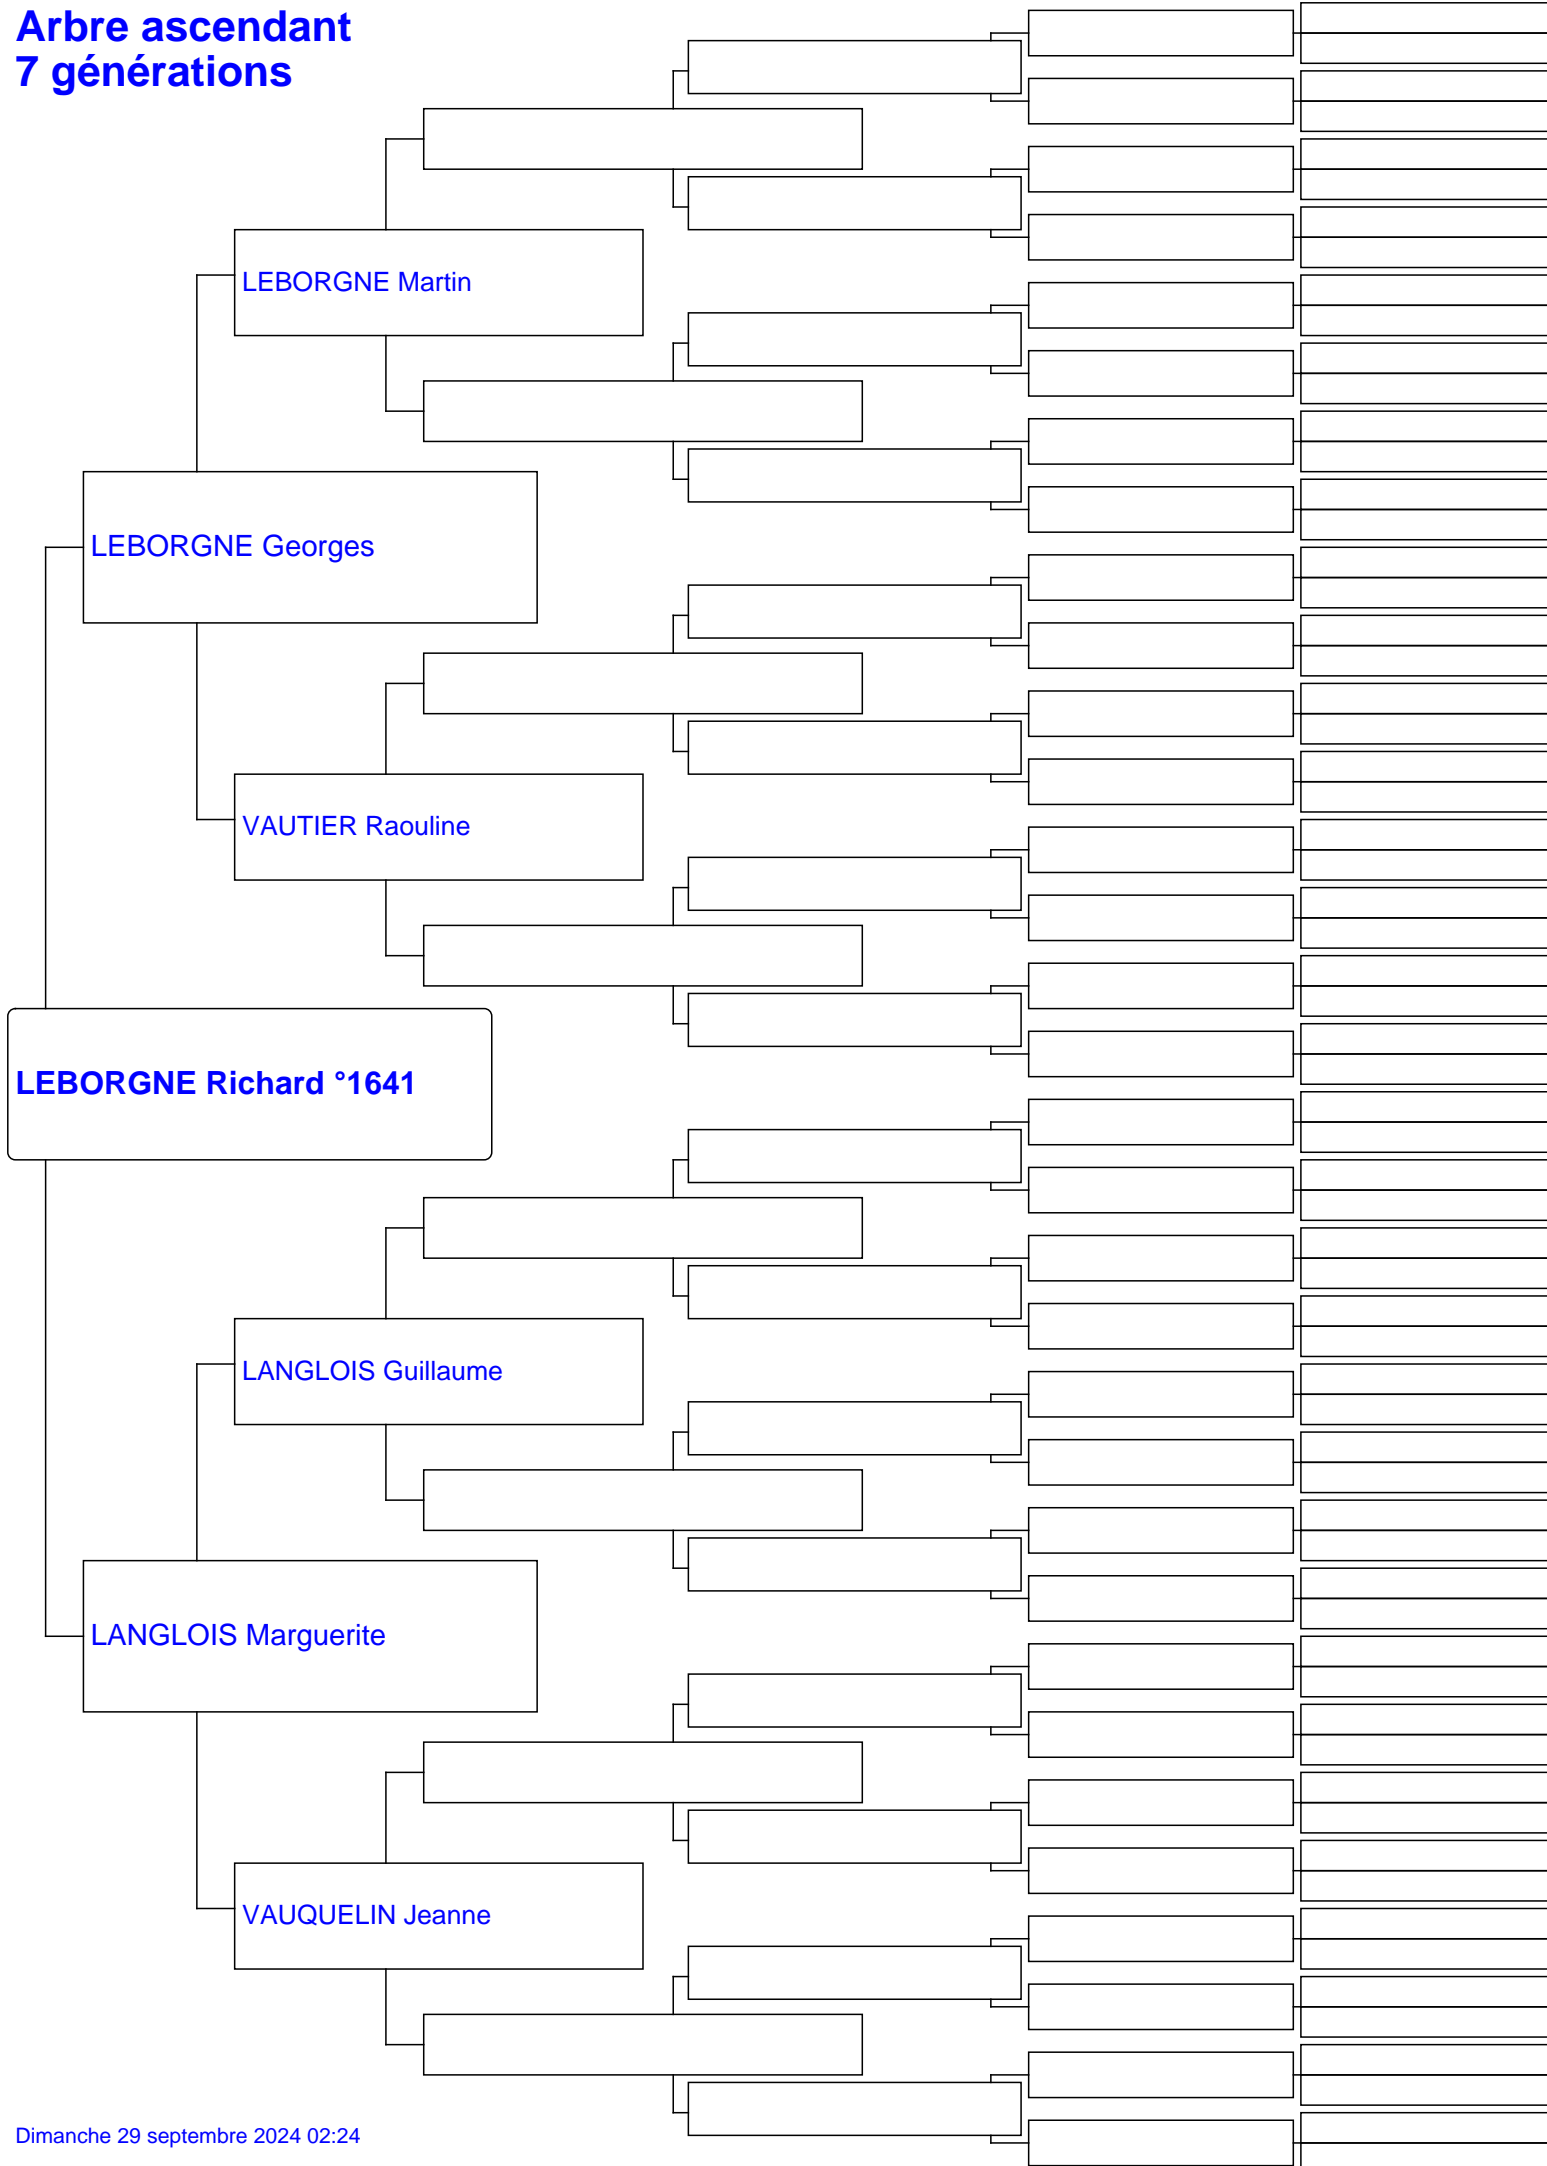 Arbre ascendant
7 générations
LEBORGNE Martin
LEBORGNE Georges
VAUTIER Raouline
LEBORGNE Richard °1641
LANGLOIS Guillaume
LANGLOIS Marguerite
VAUQUELIN Jeanne
Dimanche 29 septembre 2024 02:24